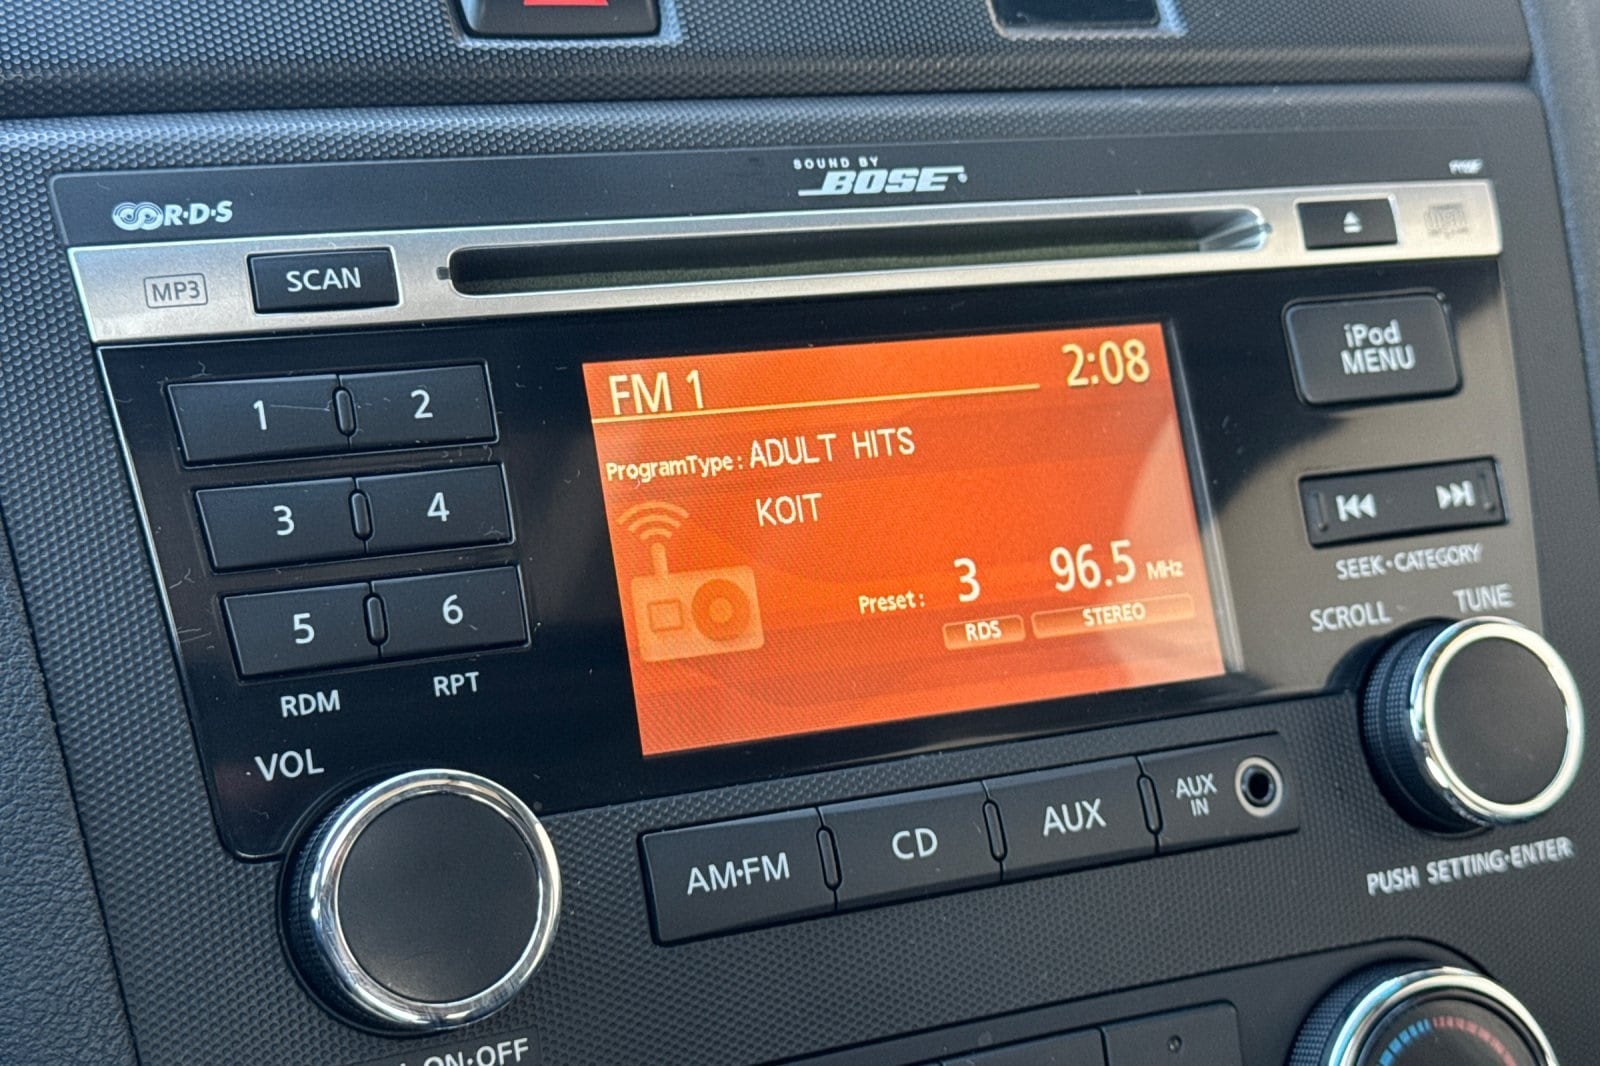 SOUND BY
BOSE
R·D·S
MP3
SCAN
iPod
MENU
1
2
3
4
5
6
RDM
RPT
FM 1
2:08
ProgramType: ADULT HITS
KOIT
Preset: 3 96.5 MHz
RDS STEREO
SEEK·CATEGORY
SCROLL TUNE
VOL
AM·FM
CD
AUX
AUX
IN
PUSH SETTING·ENTER
ON·OFF